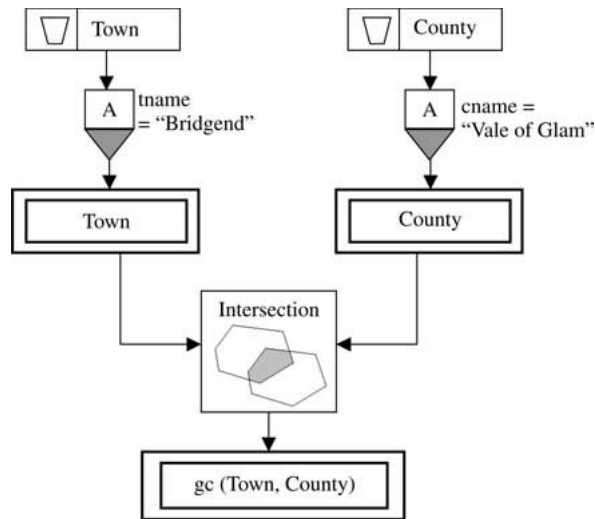 Town
County
A
tname
= “Bridgend”
A
cname =
“Vale of Glam”
Town
County
Intersection
gc (Town, County)